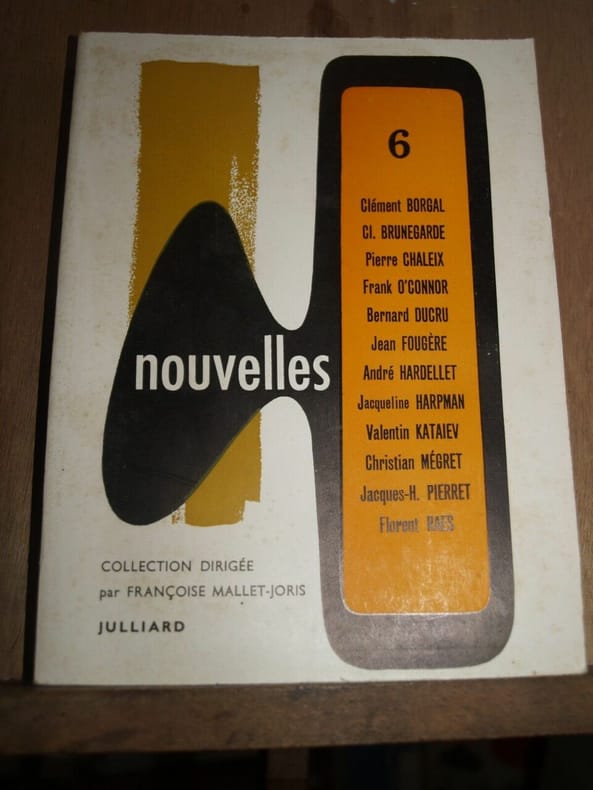 6
Clément BORGAL
Cl. BRUNEGARDE
Pierre CHALEIX
Frank O'CONNOR
Bernard DUCRU
Jean FOUGÈRE
André HARDELLET
Jacqueline HARPMAN
Valentin KATAIEV
Christian MÉGRET
Jacques-H. PIERRET
Florent RAES
nouvelles
COLLECTION DIRIGÉE
par FRANÇOISE MALLET-JORIS
JULLIARD